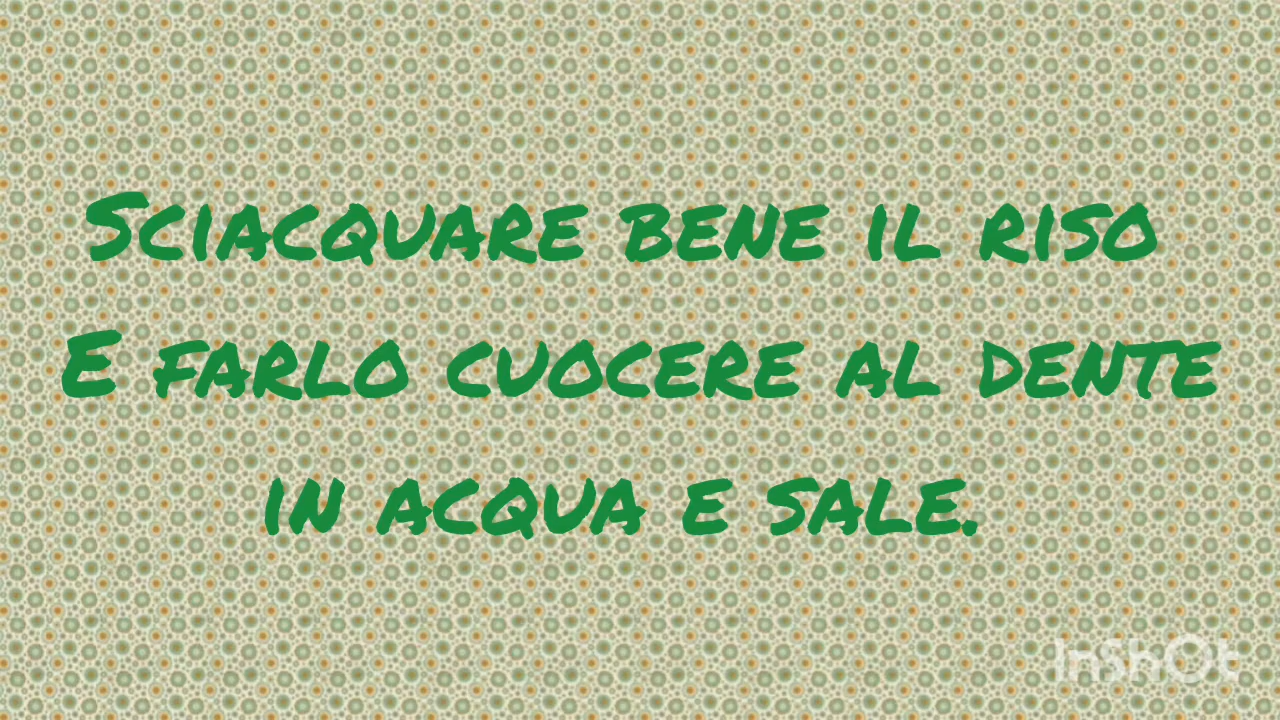 Sciacquare bene il riso
E farlo cuocere al dente
in acqua e sale.
InShOt